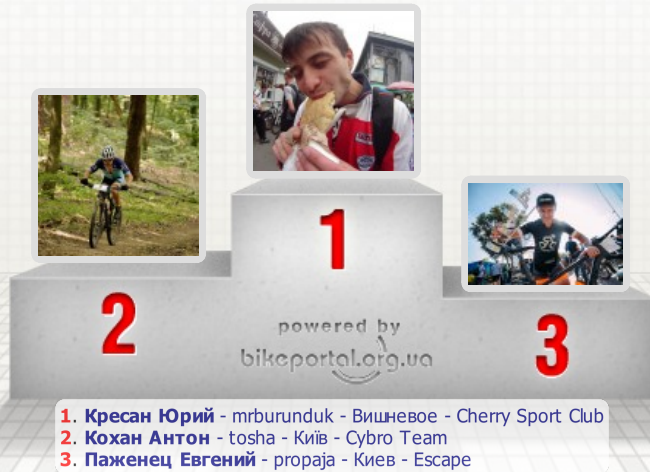 1
2
3
powered by
bikeportal.org.ua
1. Кресан Юрий - mrburunduk - Вишневое - Cherry Sport Club
2. Кохан Антон - tosha - Київ - Cybro Team
3. Паженец Евгений - propaja - Киев - Escape